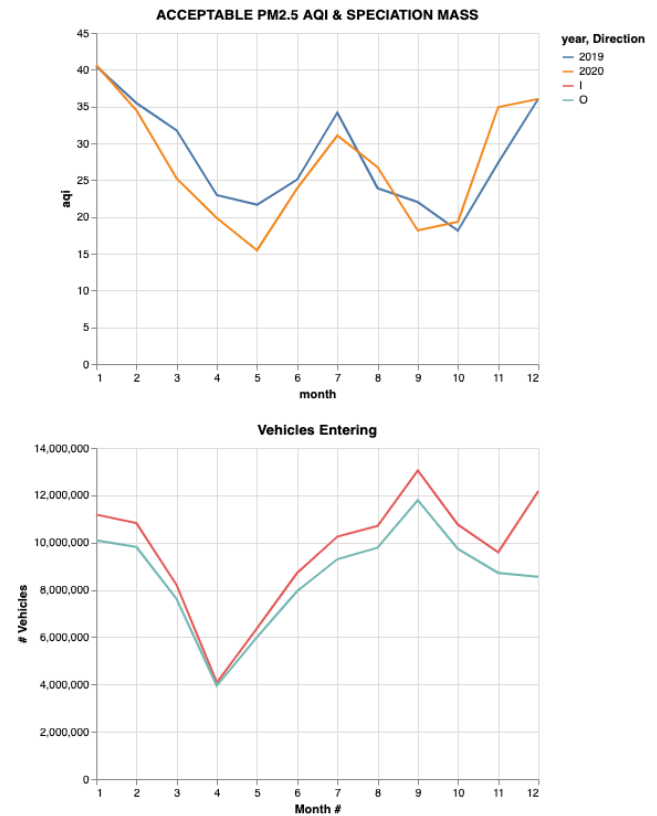 ACCEPTABLE PM2.5 AQI & SPECIATION MASS
year, Direction
2019
2020
I
O
45
40
35
30
25
20
15
10
5
0
aqi
1 2 3 4 5 6 7 8 9 10 11 12
month
Vehicles Entering
14,000,000
12,000,000
10,000,000
8,000,000
6,000,000
4,000,000
2,000,000
0
# Vehicles
1 2 3 4 5 6 7 8 9 10 11 12
Month #